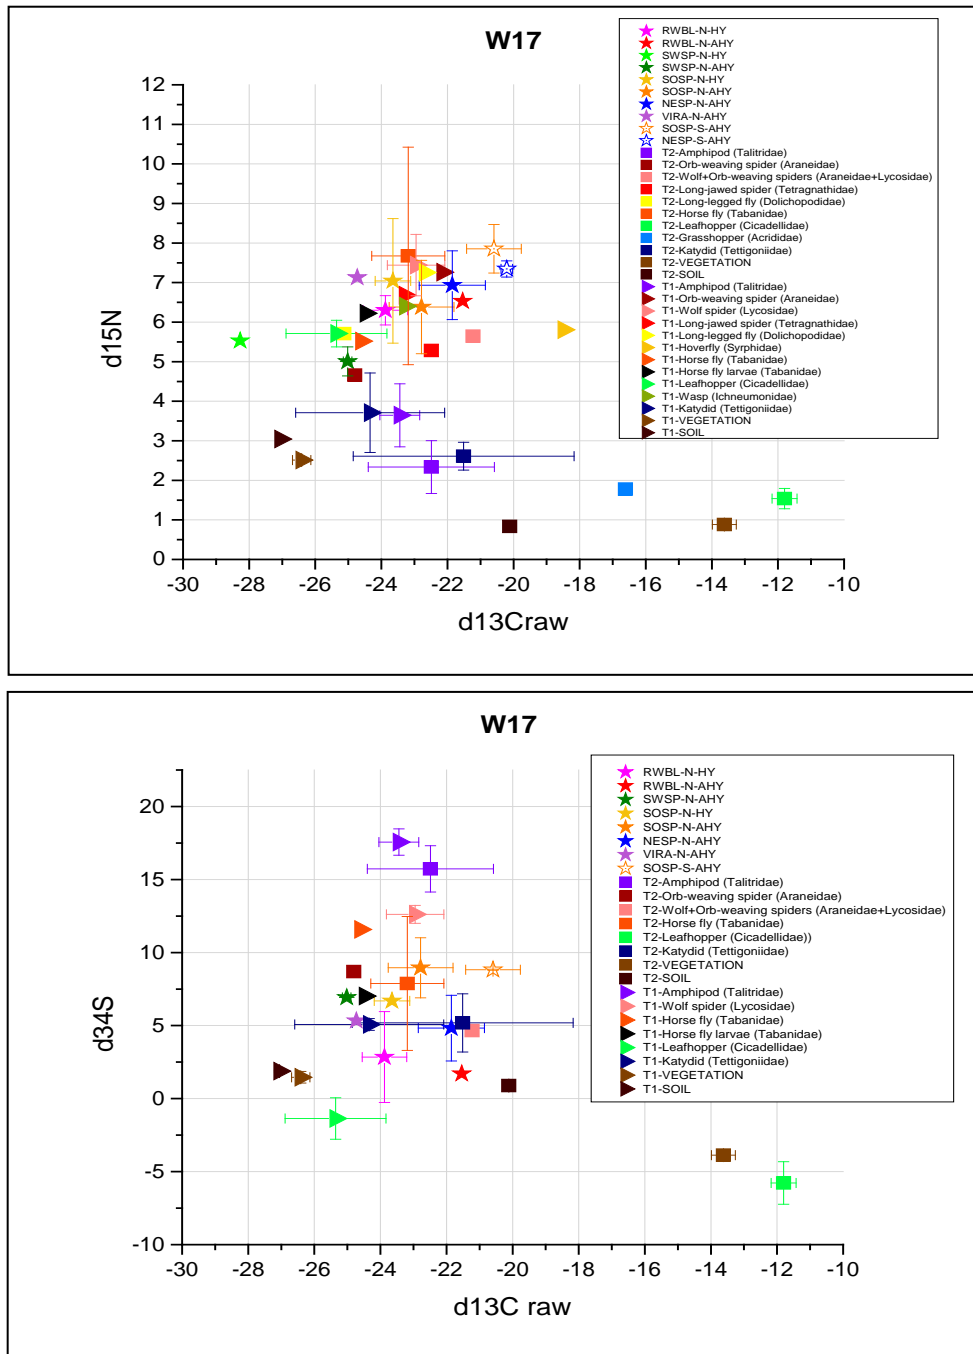 W17
RWBL-N-HY
RWBL-N-AHY
SWSP-N-HY
SWSP-N-AHY
SOSP-N-HY
SOSP-N-AHY
NESP-N-AHY
VIRA-N-AHY
SOSP-S-AHY
NESP-S-AHY
T2-Amphipod (Talitridae)
T2-Orb-weaving spider (Araneidae)
T2-Wolf+Orb-weaving spiders (Araneidae+Lycosidae)
T2-Long-jawed spider (Tetragnathidae)
T2-Long-legged fly (Dolichopodidae)
T2-Horse fly (Tabanidae)
T2-Leafhopper (Cicadellidae)
T2-Grasshopper (Acrididae)
T2-Katydid (Tettigoniidae)
T2-VEGETATION
T2-SOIL
T1-Amphipod (Talitridae)
T1-Orb-weaving spider (Araneidae)
T1-Wolf spider (Lycosidae)
T1-Long-jawed spider (Tetragnathidae)
T1-Long-legged fly (Dolichopodidae)
T1-Hoverfly (Syrphidae)
T1-Horse fly (Tabanidae)
T1-Horse fly larvae (Tabanidae)
T1-Leafhopper (Cicadellidae)
T1-Wasp (Ichneumonidae)
T1-Katydid (Tettigoniidae)
T1-VEGETATION
T1-SOIL
12
11
10
9
8
7
6
5
4
3
2
1
0
d15N
-30 -28 -26 -24 -22 -20 -18 -16 -14 -12 -10
d13Craw
W17
RWBL-N-HY
RWBL-N-AHY
SWSP-N-AHY
SOSP-N-HY
SOSP-N-AHY
NESP-N-AHY
VIRA-N-AHY
SOSP-S-AHY
T2-Amphipod (Talitridae)
T2-Orb-weaving spider (Araneidae)
T2-Wolf+Orb-weaving spiders (Araneidae+Lycosidae)
T2-Horse fly (Tabanidae)
T2-Leafhopper (Cicadellidae))
T2-Katydid (Tettigoniidae)
T2-VEGETATION
T2-SOIL
T1-Amphipod (Talitridae)
T1-Wolf spider (Lycosidae)
T1-Horse fly (Tabanidae)
T1-Horse fly larvae (Tabanidae)
T1-Leafhopper (Cicadellidae)
T1-Katydid (Tettigoniidae)
T1-VEGETATION
T1-SOIL
20
15
10
5
0
-5
-10
d34S
-30 -28 -26 -24 -22 -20 -18 -16 -14 -12 -10
d13C raw